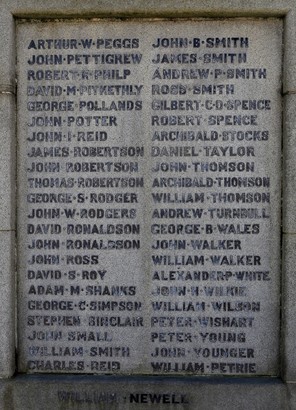 ARTHUR·W·PEGGS
JOHN·PETTIGREW
ROBERT·R·PHILP
DAVID·M·PITKETHLY
GEORGE·POLLANDS
JOHN·POTTER
JOHN·I·REID
JAMES·ROBERTSON
JOHN·ROBERTSON
THOMAS·ROBERTSON
GEORGE·S·RODGER
JOHN·W·RODGERS
DAVID·RONALDSON
JOHN·RONALDSON
JOHN·ROSS
DAVID·S·ROY
ADAM·M·SHANKS
GEORGE·C·SIMPSON
STEPHEN·SINCLAIR
JOHN·SMALL
WILLIAM·SMITH
CHARLES·REID
JOHN·B·SMITH
JAMES·SMITH
ANDREW·P·SMITH
ROBB·SMITH
GILBERT·C·D·SPENCE
ROBERT·SPENCE
ARCHIBALD·STOCKS
DANIEL·TAYLOR
JOHN·THOMSON
ARCHIBALD·THOMSON
WILLIAM·THOMSON
ANDREW·TURNBULL
GEORGE·B·WALES
JOHN·WALKER
WILLIAM·WALKER
ALEXANDER·P·WHITE
JOHN·H·WILKIE
WILLIAM·WILSON
PETER·WISHART
PETER·YOUNG
JOHN·YOUNGER
WILLIAM·PETRIE
WILLIAM·NEWELL